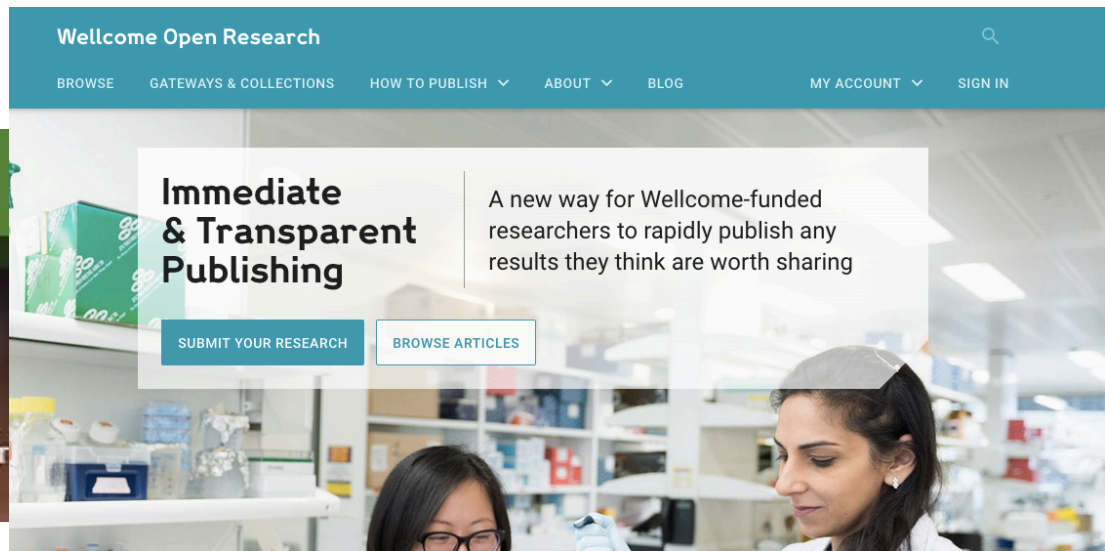 Wellcome Open Research
BROWSE GATEWAYS & COLLECTIONS HOW TO PUBLISH ABOUT BLOG MY ACCOUNT SIGN IN
Immediate
& Transparent
Publishing
A new way for Wellcome-funded
researchers to rapidly publish any
results they think are worth sharing
SUBMIT YOUR RESEARCH BROWSE ARTICLES